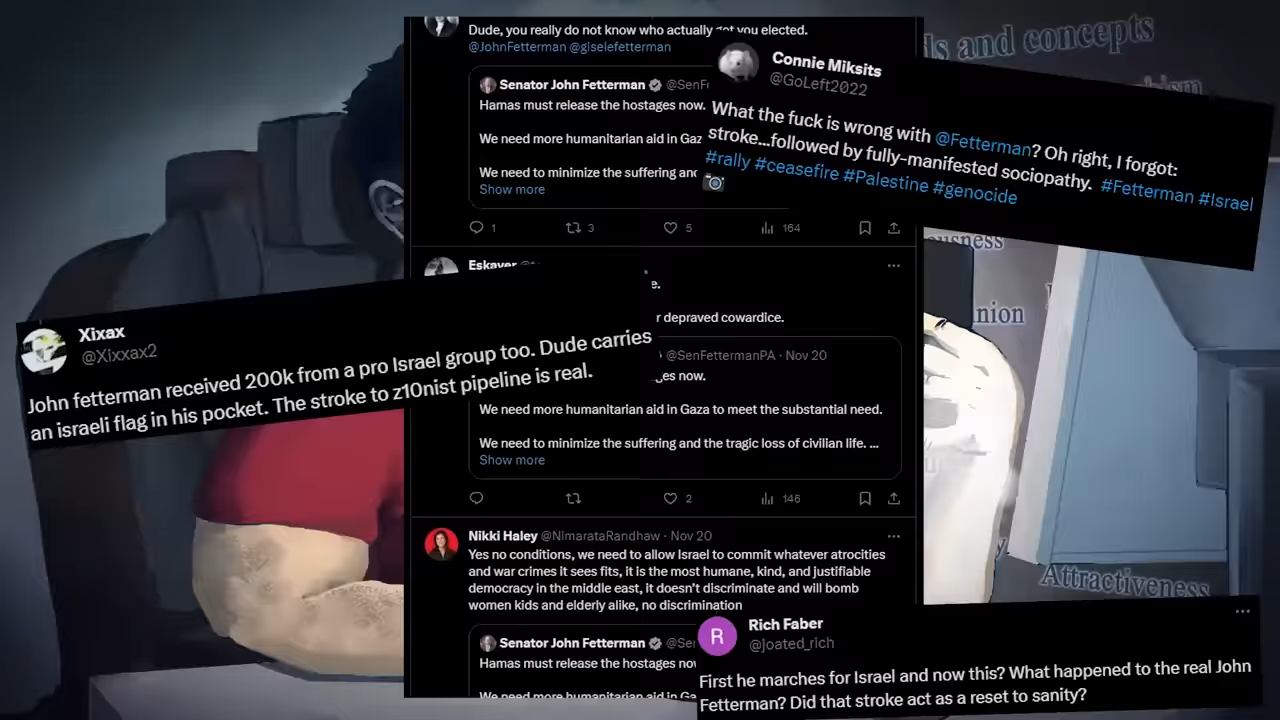 Dude, you really do not know who actually got you elected.
@JohnFetterman @giselefetterman
Senator John Fetterman @SenF
Hamas must release the hostages now.
We need more humanitarian aid in Gaz
We need to minimize the suffering and
Show more
1 3 5 164
Connie Miksits
@GoLeft2022
What the fuck is wrong with @Fetterman? Oh right, I forgot:
stroke...followed by fully-manifested sociopathy. #Fetterman #Israel
#rally #ceasefire #Palestine #genocide
ds and concepts
Eskaver
e.
r depraved cowardice.
@SenFettermanPA · Nov 20
es now.
We need more humanitarian aid in Gaza to meet the substantial need.
We need to minimize the suffering and the tragic loss of civilian life. ...
Show more
2 146
Xixax
@Xixxax2
John fetterman received 200k from a pro Israel group too. Dude carries
an israeli flag in his pocket. The stroke to z10nist pipeline is real.
nion
Attractiveness
Nikki Haley @NImarataRandhaw · Nov 20
Yes no conditions, we need to allow Israel to commit whatever atrocities
and war crimes it sees fits, it is the most humane, kind, and justifiable
democracy in the middle east, it doesn't discriminate and will bomb
women kids and elderly alike, no discrimination
Senator John Fetterman @Se
Hamas must release the hostages nov
We need more humanitarian aid in Ga
R
Rich Faber
@joated_rich
First he marches for Israel and now this? What happened to the real John
Fetterman? Did that stroke act as a reset to sanity?